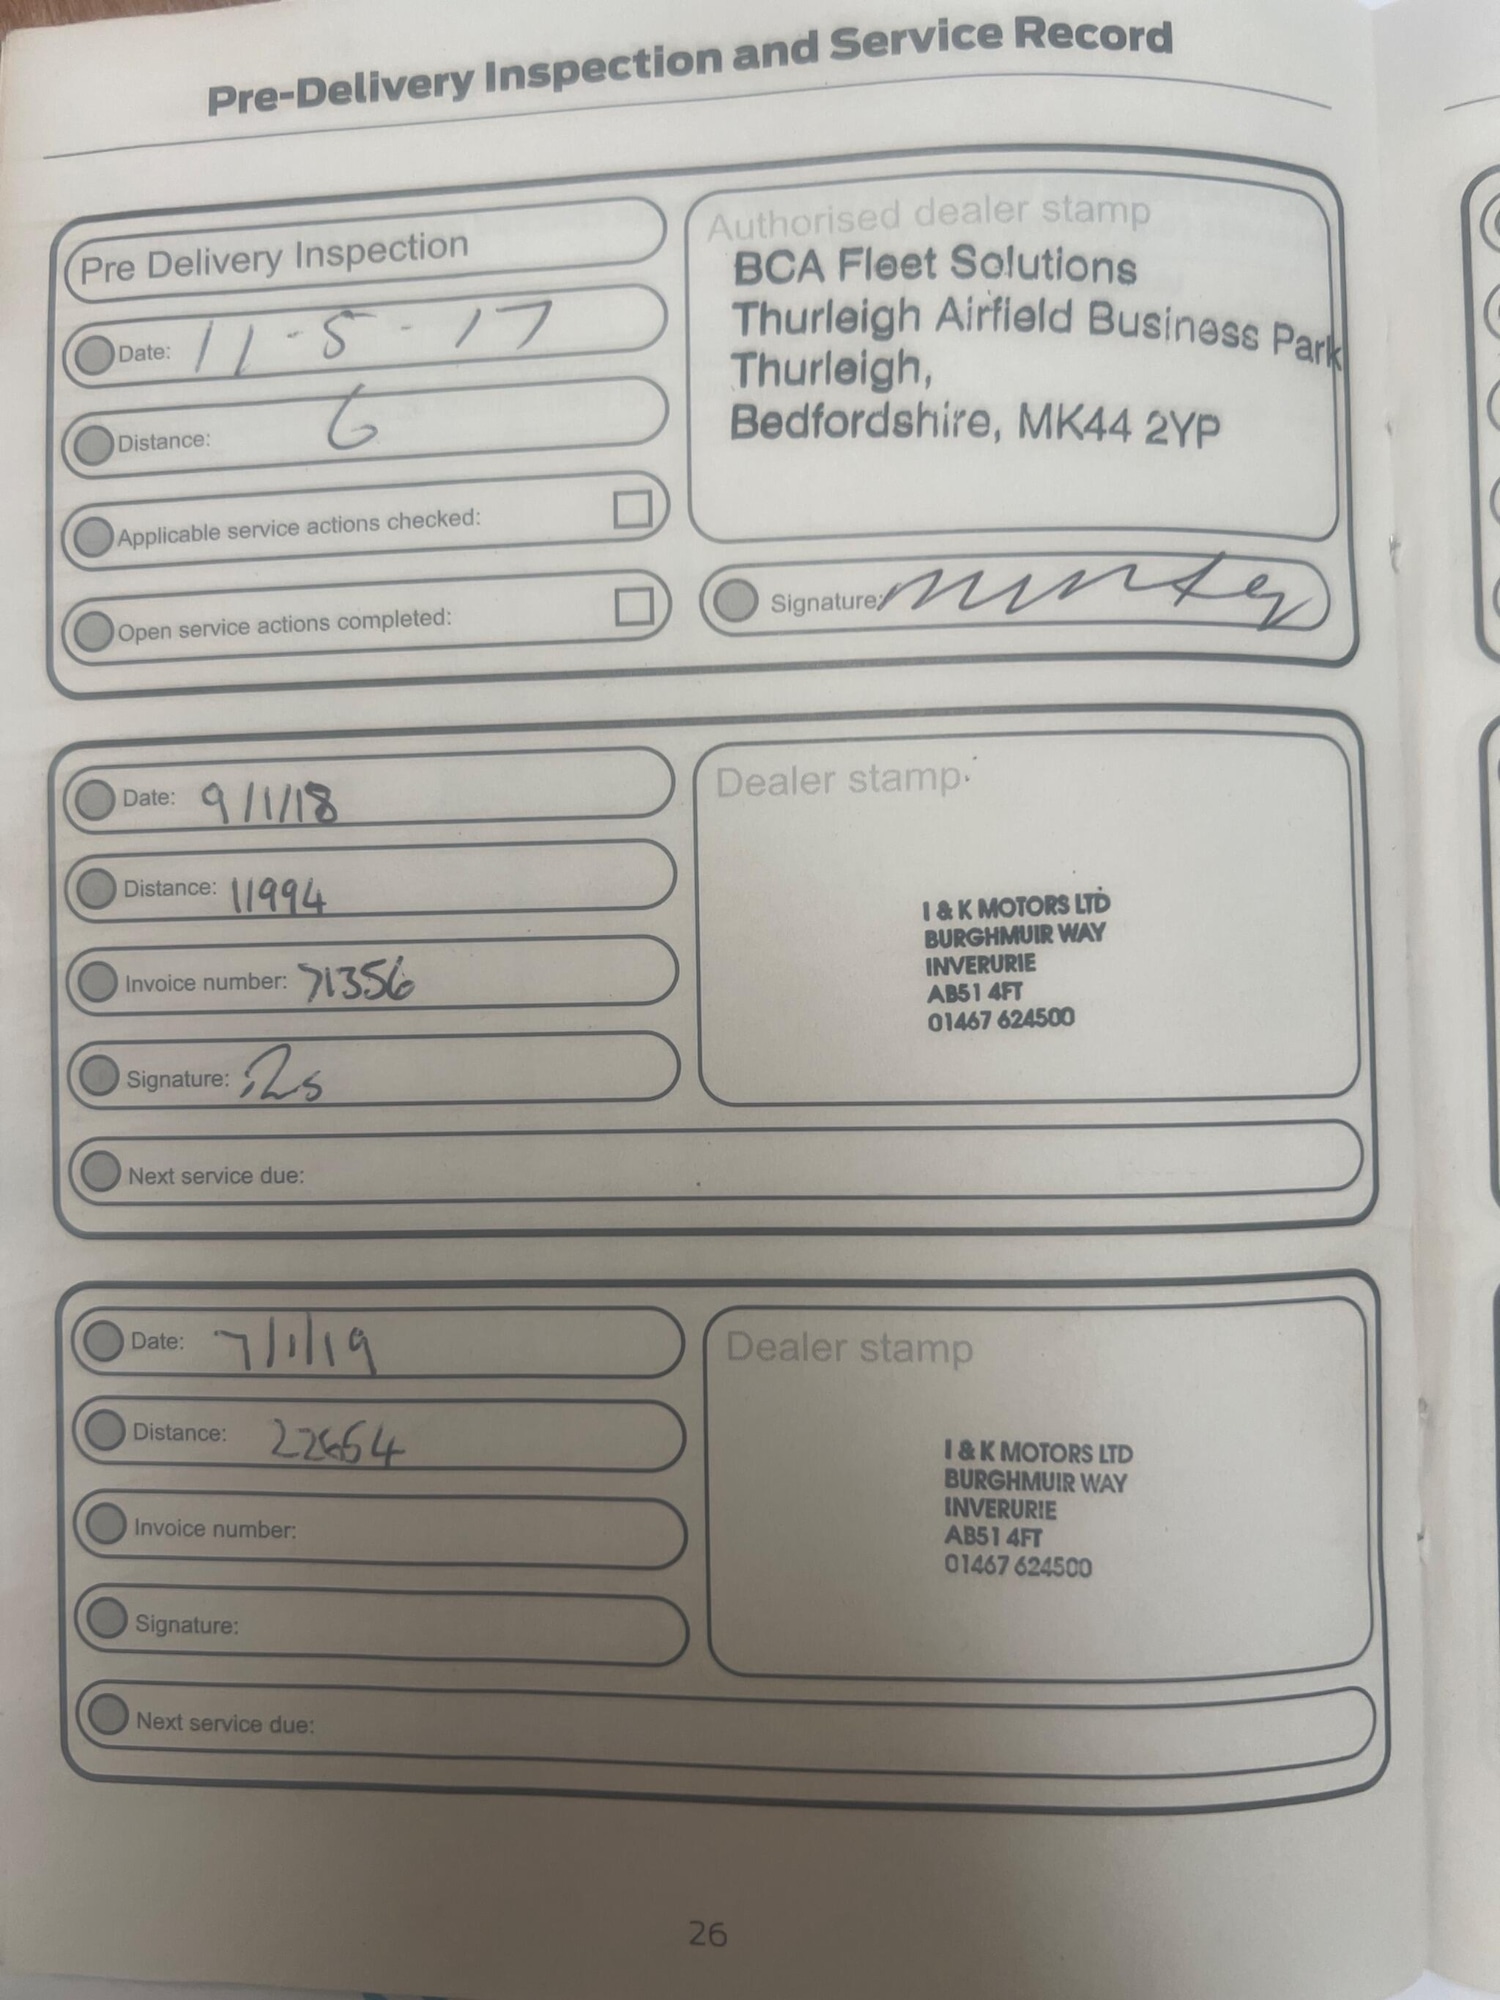 Pre-Delivery Inspection and Service Record
Pre Delivery Inspection
Date: 11-5-17
Distance: 6
Applicable service actions checked:
Open service actions completed:
Authorised dealer stamp
BCA Fleet Solutions
Thurleigh Airfield Business Park
Thurleigh,
Bedfordshire, MK44 2YP
Signature:
Date: 9/1/18
Distance: 11994
Invoice number: 71356
Signature:
Next service due:
Dealer stamp
I & K MOTORS LTD
BURGHMUIR WAY
INVERURIE
AB51 4FT
01467 624500
Date: 7/1/19
Distance: 22654
Invoice number:
Signature:
Next service due:
Dealer stamp
I & K MOTORS LTD
BURGHMUIR WAY
INVERURIE
AB51 4FT
01467 624500
26